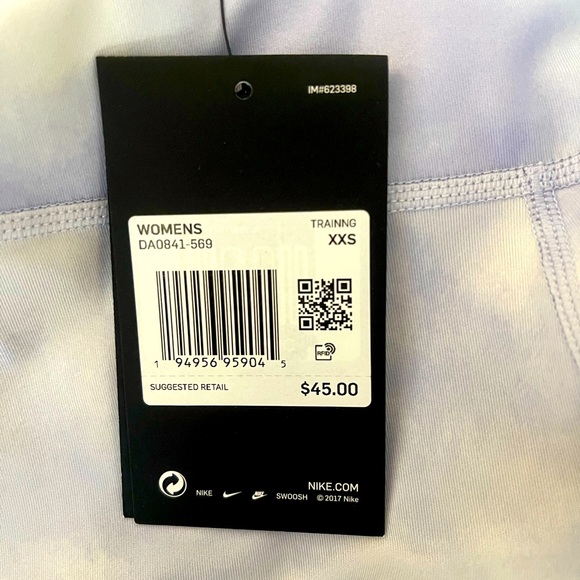 IM#623398
WOMENS TRAINNG
DA0841-569 XXS
1 94956 95904 5
RFID
SUGGESTED RETAIL $45.00
NIKE.COM
NIKE SWOOSH © 2017 Nike